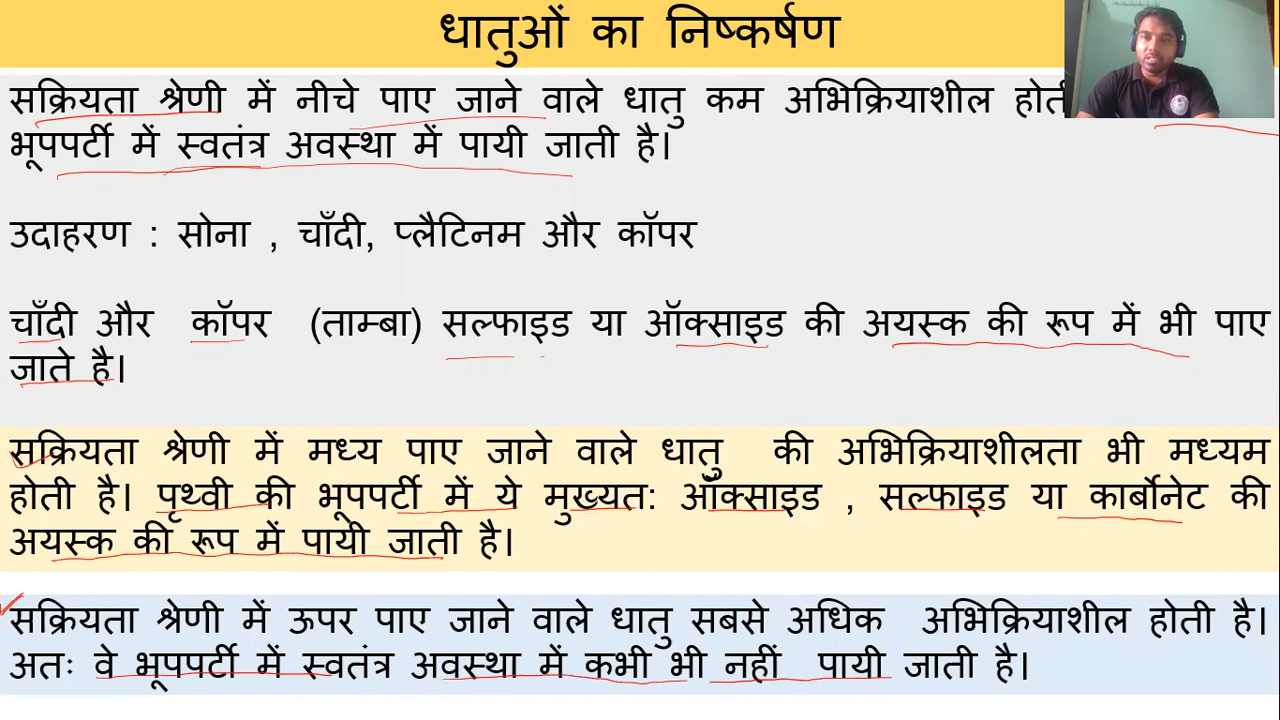 धातुओं का निष्कर्षण
सक्रियता श्रेणी में नीचे पाए जाने वाले धातु कम अभिक्रियाशील
भूपपर्टी में स्वतंत्र अवस्था में पायी जाती है।
उदाहरण : सोना , चाँदी, प्लैटिनम और कॉपर
चाँदी और कॉपर (ताम्बा) सल्फाइड या ऑक्साइड की अयस्क की रूप में भी पाए
जाते है।
सक्रियता श्रेणी में मध्य पाए जाने वाले धातु की अभिक्रियाशीलता भी मध्यम
होती है। पृथ्वी की भूपपर्टी में ये मुख्यत: ऑक्साइड , सल्फाइड या कार्बोनेट की
अयस्क की रूप में पायी जाती है।
सक्रियता श्रेणी में ऊपर पाए जाने वाले धातु सबसे अधिक अभिक्रियाशील होती है।
अतः वे भूपपर्टी में स्वतंत्र अवस्था में कभी भी नहीं पायी जाती है।